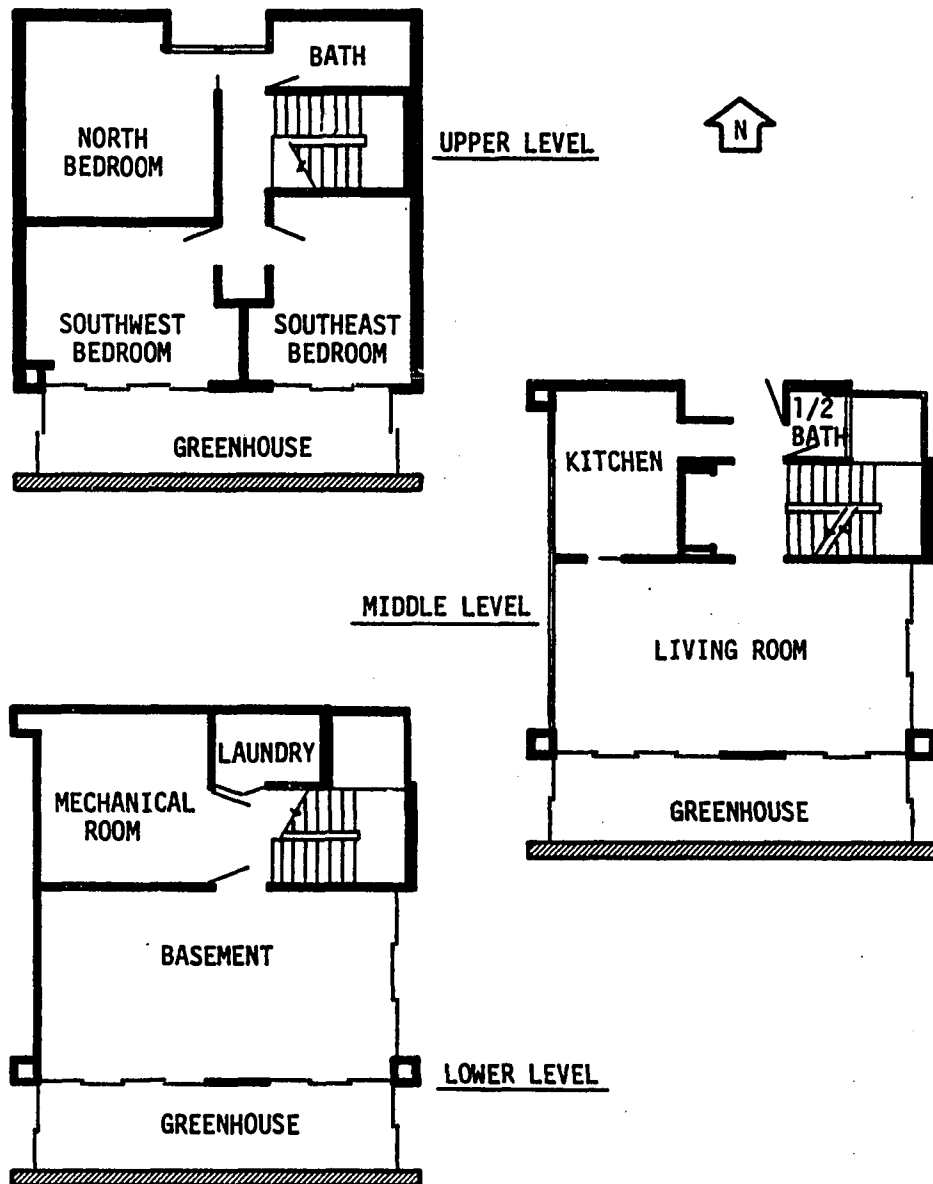 BATH
N
NORTH
BEDROOM
UPPER LEVEL
SOUTHWEST
BEDROOM
SOUTHEAST
BEDROOM
GREENHOUSE
1/2
BATH
KITCHEN
MIDDLE LEVEL
LIVING ROOM
GREENHOUSE
LAUNDRY
MECHANICAL
ROOM
BASEMENT
LOWER LEVEL
GREENHOUSE